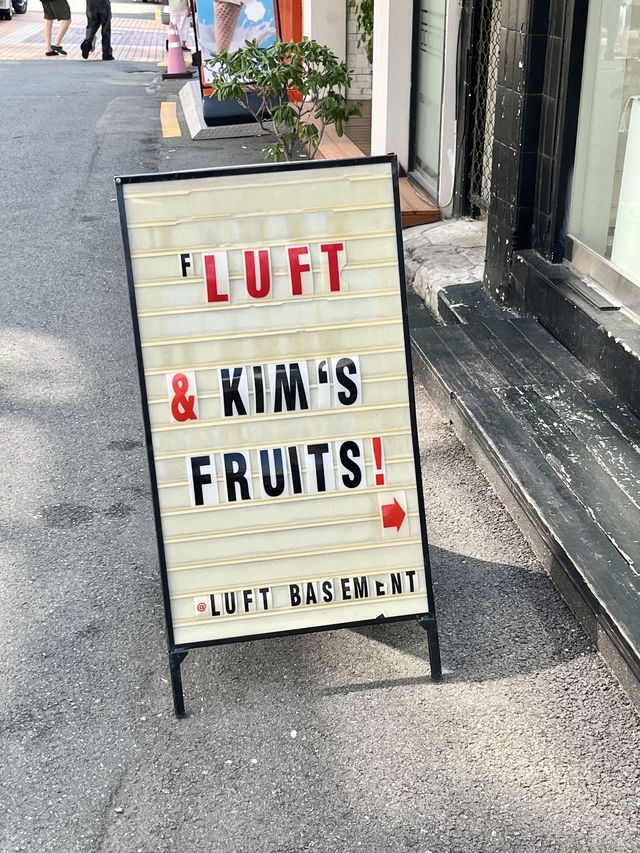 F LUFT
& KIM'S
FRUITS!
@LUFT BASEMENT